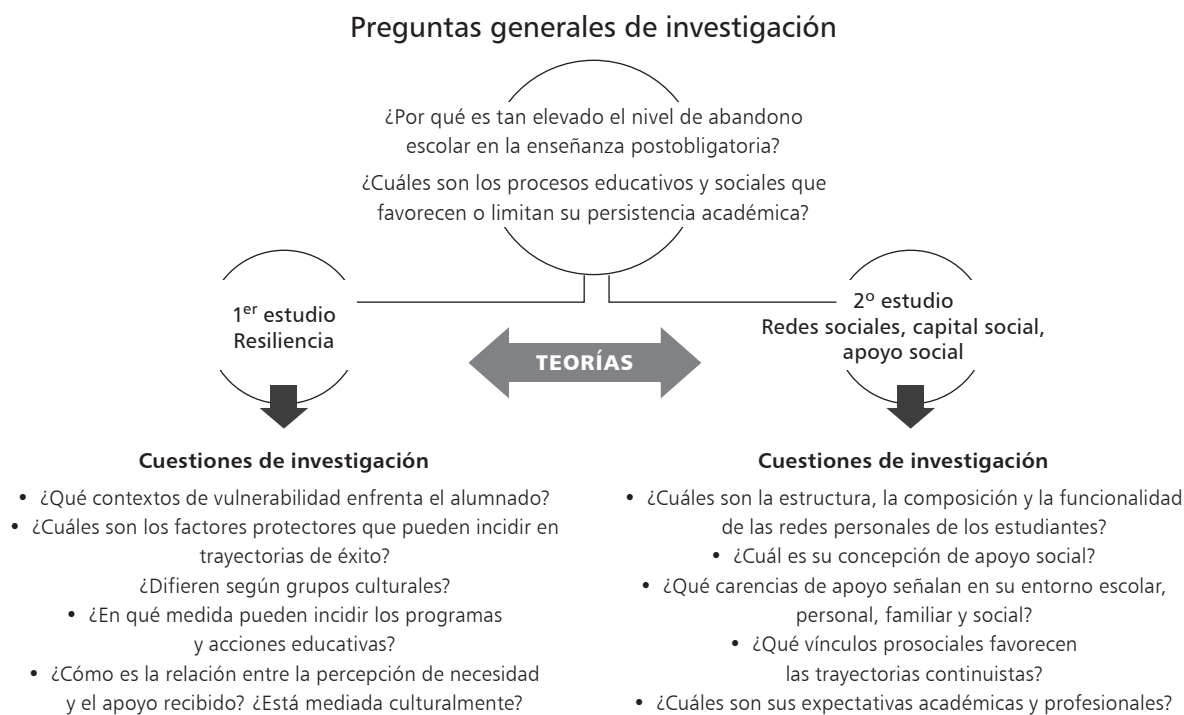 Preguntas generales de investigación
¿Por qué es tan elevado el nivel de abandono
escolar en la enseñanza postobligatoria?
¿Cuáles son los procesos educativos y sociales que
favorecen o limitan su persistencia académica?
1er estudio
Resiliencia
TEORÍAS
2º estudio
Redes sociales, capital social,
apoyo social
Cuestiones de investigación
• ¿Qué contextos de vulnerabilidad enfrenta el alumnado?
• ¿Cuáles son los factores protectores que pueden incidir en
trayectorias de éxito?
¿Difieren según grupos culturales?
• ¿En qué medida pueden incidir los programas
y acciones educativas?
• ¿Cómo es la relación entre la percepción de necesidad
y el apoyo recibido? ¿Está mediada culturalmente?
Cuestiones de investigación
• ¿Cuáles son la estructura, la composición y la funcionalidad
de las redes personales de los estudiantes?
• ¿Cuál es su concepción de apoyo social?
• ¿Qué carencias de apoyo señalan en su entorno escolar,
personal, familiar y social?
• ¿Qué vínculos prosociales favorecen
las trayectorias continuistas?
• ¿Cuáles son sus expectativas académicas y profesionales?